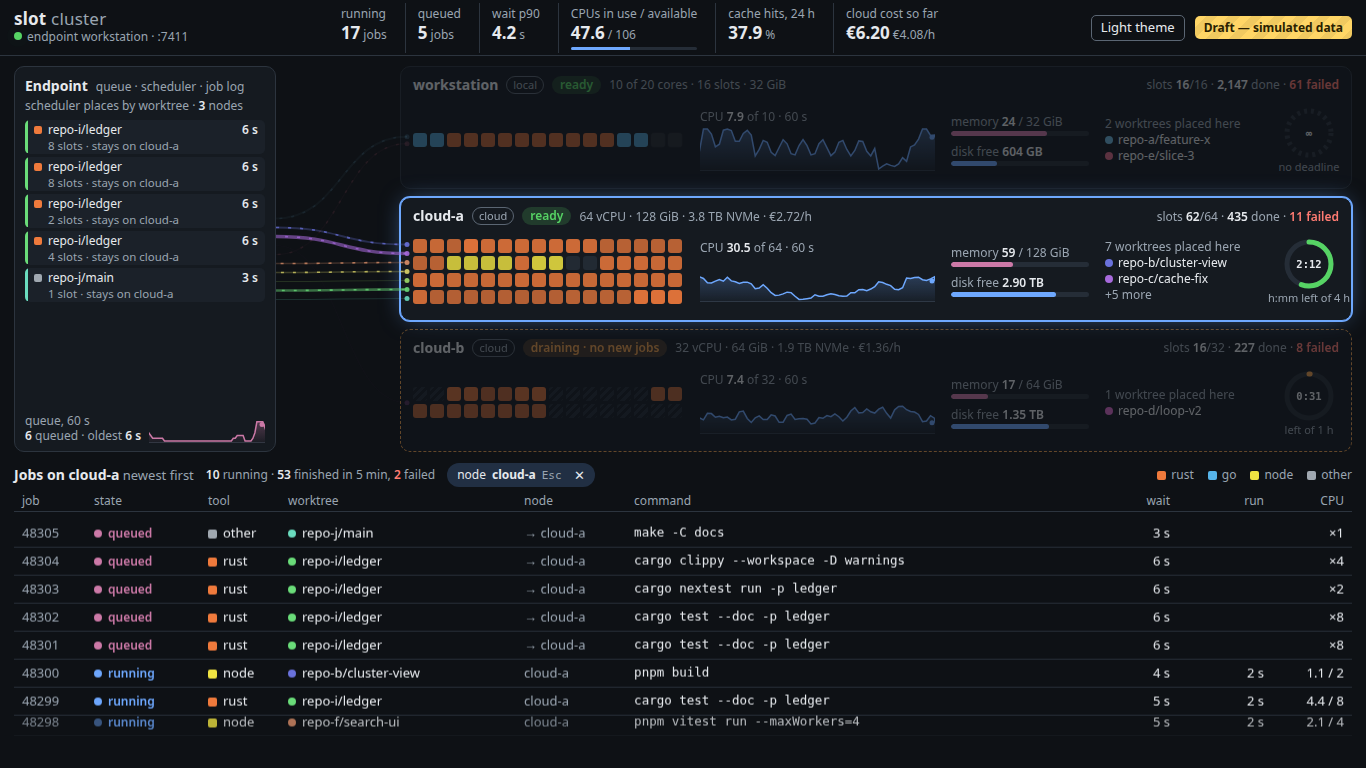 slot cluster
endpoint workstation · :7411
running
17 jobs
queued
5 jobs
wait p90
4.2 s
CPUs in use / available
47.6 / 106
cache hits, 24 h
37.9 %
cloud cost so far
€6.20 €4.08/h
Light theme
Draft — simulated data
Endpoint queue · scheduler · job log
scheduler places by worktree · 3 nodes
repo-i/ledger 6 s
8 slots · stays on cloud-a
repo-i/ledger 6 s
8 slots · stays on cloud-a
repo-i/ledger 6 s
2 slots · stays on cloud-a
repo-i/ledger 6 s
4 slots · stays on cloud-a
repo-j/main 3 s
1 slot · stays on cloud-a
queue, 60 s
6 queued · oldest 6 s
workstation local ready 10 of 20 cores · 16 slots · 32 GiB
slots 16/16 · 2,147 done · 61 failed
CPU 7.9 of 10 · 60 s
memory 24 / 32 GiB
disk free 604 GB
2 worktrees placed here
repo-a/feature-x
repo-e/slice-3
∞
no deadline
cloud-a cloud ready 64 vCPU · 128 GiB · 3.8 TB NVMe · €2.72/h
slots 62/64 · 435 done · 11 failed
CPU 30.5 of 64 · 60 s
memory 59 / 128 GiB
disk free 2.90 TB
7 worktrees placed here
repo-b/cluster-view
repo-c/cache-fix
+5 more
2:12
h:mm left of 4 h
cloud-b cloud draining · no new jobs 32 vCPU · 64 GiB · 1.9 TB NVMe · €1.36/h
slots 16/32 · 227 done · 8 failed
CPU 7.4 of 32 · 60 s
memory 17 / 64 GiB
disk free 1.35 TB
1 worktree placed here
repo-d/loop-v2
0:31
left of 1 h
Jobs on cloud-a newest first 10 running · 53 finished in 5 min, 2 failed node cloud-a Esc ✕
rust go node other
job state tool worktree node command wait run CPU
48305 queued other repo-j/main → cloud-a make -C docs 3 s ×1
48304 queued rust repo-i/ledger → cloud-a cargo clippy --workspace -D warnings 6 s ×4
48303 queued rust repo-i/ledger → cloud-a cargo nextest run -p ledger 6 s ×2
48302 queued rust repo-i/ledger → cloud-a cargo test --doc -p ledger 6 s ×8
48301 queued rust repo-i/ledger → cloud-a cargo test --doc -p ledger 6 s ×8
48300 running node repo-b/cluster-view cloud-a pnpm build 4 s 2 s 1.1 / 2
48299 running rust repo-i/ledger cloud-a cargo test --doc -p ledger 5 s 2 s 4.4 / 8
48298 running node repo-f/search-ui cloud-a pnpm vitest run --maxWorkers=4 5 s 2 s 2.1 / 4